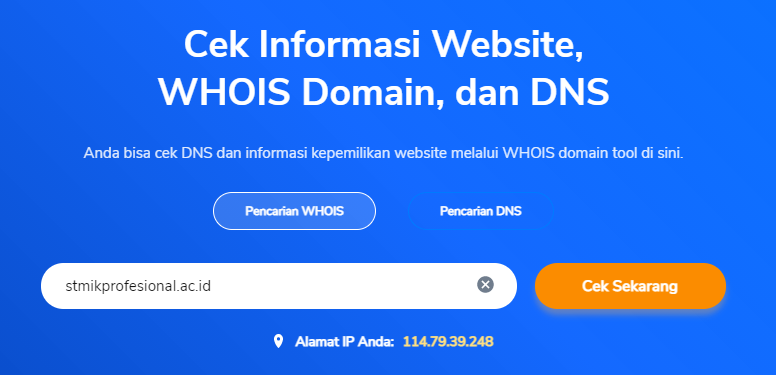 Cek Informasi Website,
WHOIS Domain, dan DNS
Anda bisa cek DNS dan informasi kepemilikan website melalui WHOIS domain tool di sini.
Pencarian WHOIS
Pencarian DNS
stmikprofesional.ac.id
Cek Sekarang
Alamat IP Anda: 114.79.39.248